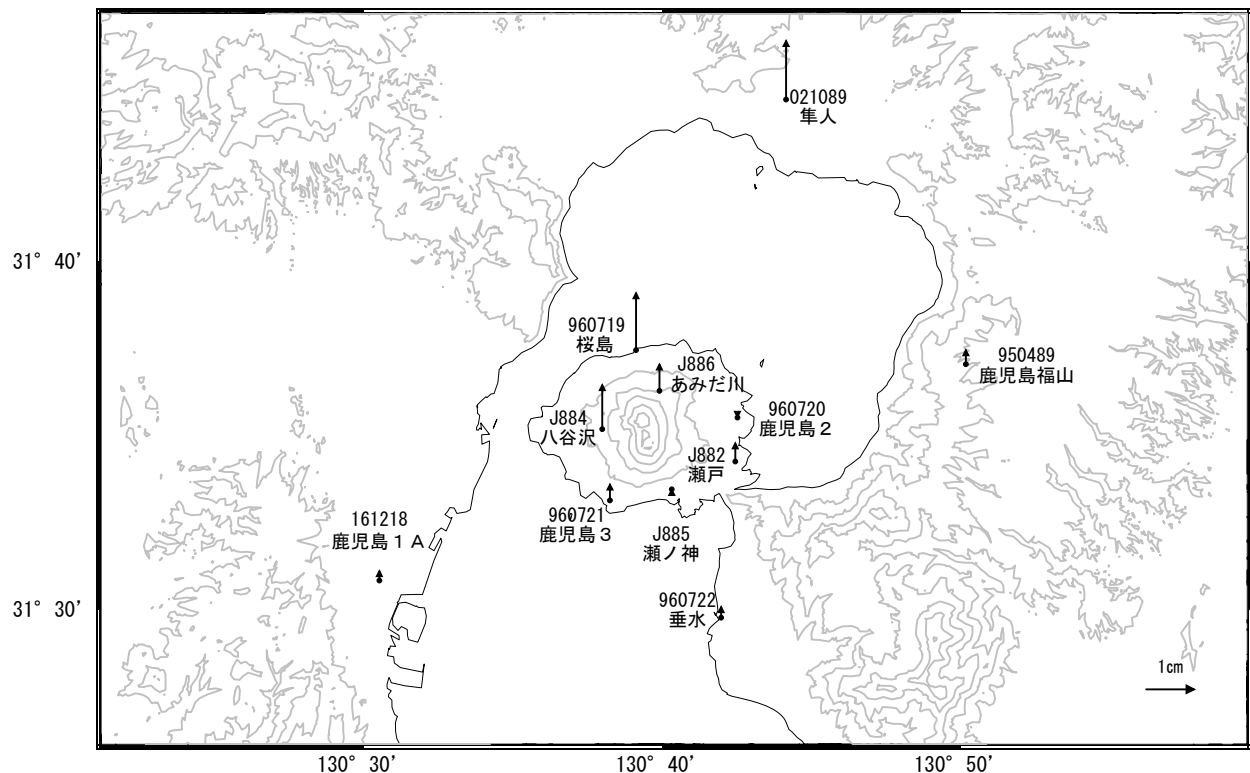 021089
隼人
31° 40'
960719
桜島
J886
あみだ川
950489
鹿児島福山
J884
八谷沢
960720
鹿児島２
J882
瀬戸
960721
鹿児島３
161218
鹿児島１Ａ
J885
瀬ノ神
31° 30'
960722
垂水
1cm
130° 30'
130° 40'
130° 50'